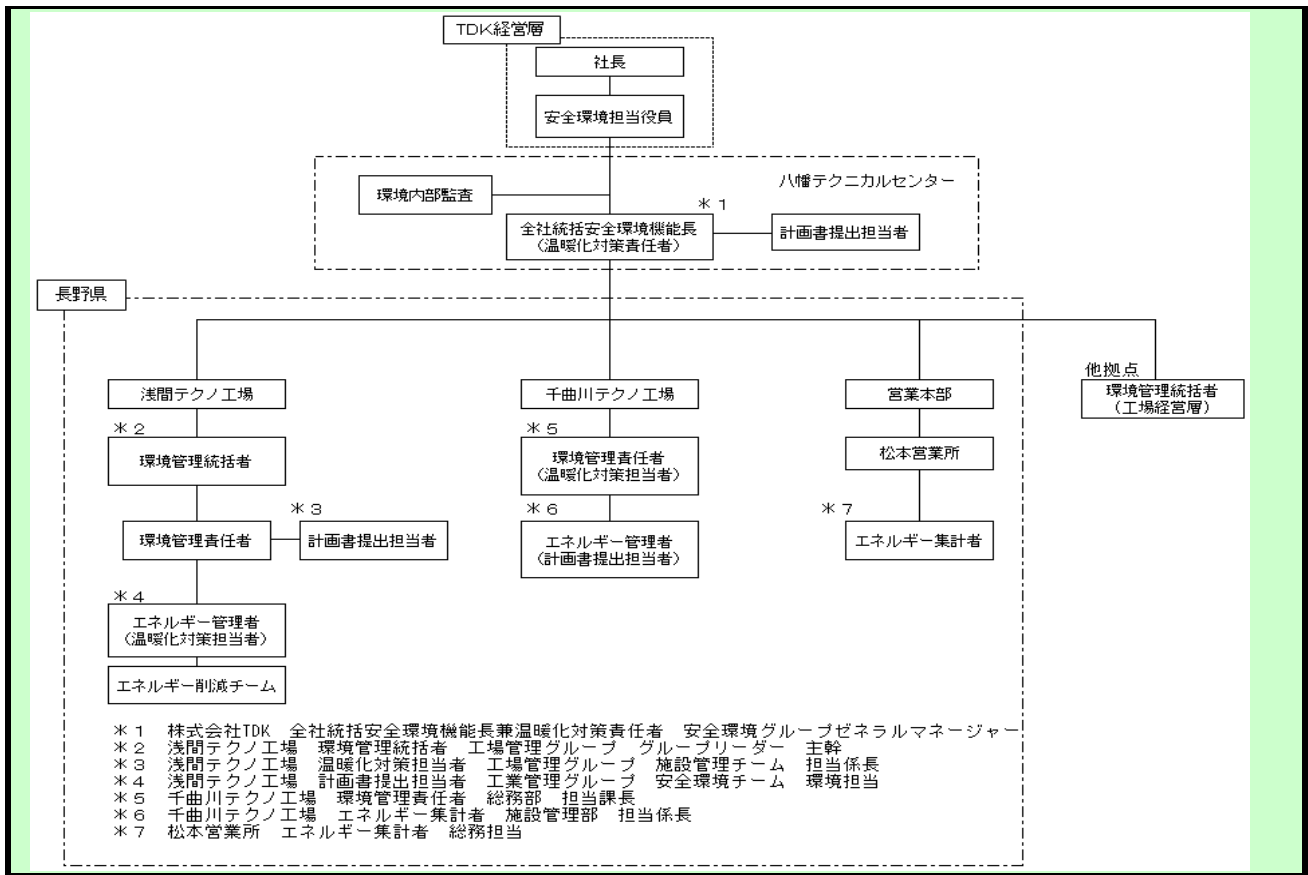 TDK経営層
社長
安全環境担当役員
八幡テクニカルセンター
環境内部監査
＊1
全社統括安全環境機能長
（温暖化対策責任者）
計画書提出担当者
長野県
他拠点
環境管理統括者
（工場経営層）
浅間テクノ工場
千曲川テクノ工場
営業本部
＊2
環境管理統括者
＊5
環境管理責任者
（温暖化対策担当者）
松本営業所
＊3
環境管理責任者
計画書提出担当者
＊6
エネルギー管理者
（計画書提出担当者）
＊7
エネルギー集計者
＊4
エネルギー管理者
（温暖化対策担当者）
エネルギー削減チーム
＊1　株式会社TDK　全社統括安全環境機能長兼温暖化対策責任者　安全環境グループゼネラルマネージャー
＊2　浅間テクノ工場　環境管理統括者　工場管理グループ　グループリーダー　主幹
＊3　浅間テクノ工場　温暖化対策担当者　工場管理グループ　施設管理チーム　担当係長
＊4　浅間テクノ工場　計画書提出担当者　工業管理グループ　安全環境チーム　環境担当
＊5　千曲川テクノ工場　環境管理責任者　総務部　担当課長
＊6　千曲川テクノ工場　エネルギー集計者　施設管理部　担当係長
＊7　松本営業所　エネルギー集計者　総務担当